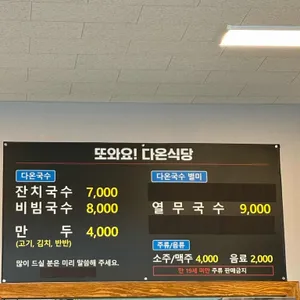 또와요! 다온식당
다온국수
잔치국수 7,000
비빔국수 8,000
만 두 4,000
(고기, 김치, 반반)
많이 드실 분은 미리 말씀해 주세요.
다온국수 별미
열무국수 9,000
주류/음료
소주/맥주 4,000 음료 2,000
만 19세 미만 주류 판매금지